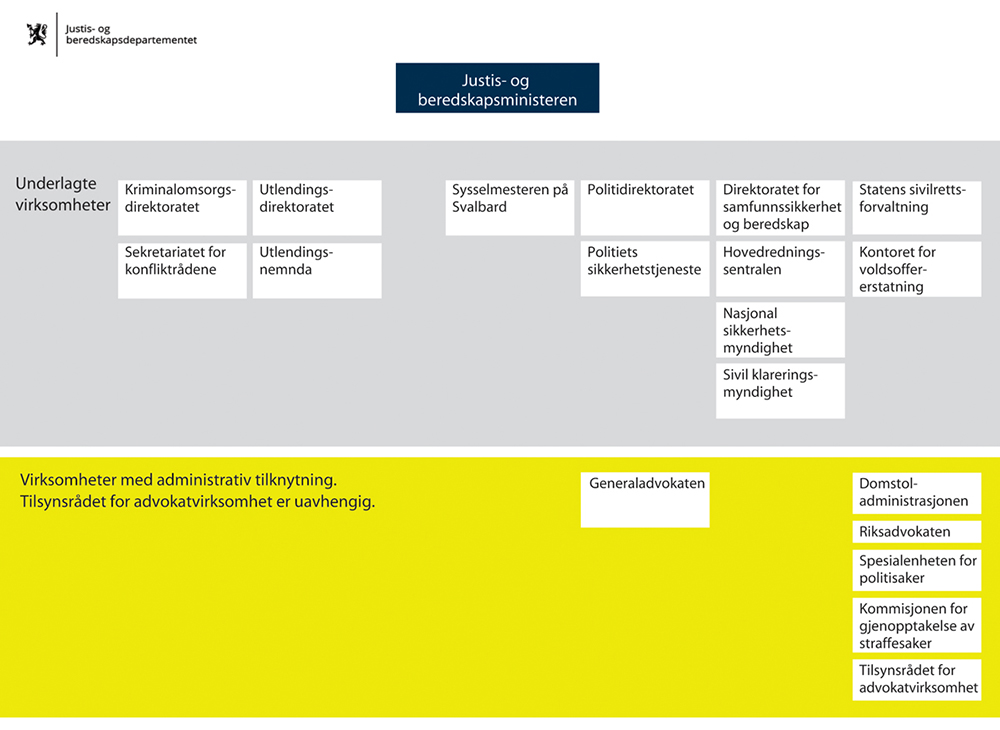 Justis- og
beredskapsdepartementet
Justis- og
beredskapsministeren
Underlagte
virksomheter
Kriminalomsorgs-
direktoratet
Utlendings-
direktoratet
Sysselmesteren på
Svalbard
Politidirektoratet
Direktoratet for
samfunnssikkerhet
og beredskap
Statens sivilretts-
forvaltning
Sekretariatet for
konfliktrådene
Utlendings-
nemnda
Politiets
sikkerhetstjeneste
Hovedrednings-
sentralen
Kontoret for
voldsoffer-
erstatning
Nasjonal
sikkerhets-
myndighet
Sivil klarerings-
myndighet
Virksomheter med administrativ tilknytning.
Tilsynsrådet for advokatvirksomhet er uavhengig.
Generaladvokaten
Domstol-
administrasjonen
Riksadvokaten
Spesialenheten for
politisaker
Kommisjonen for
gjenopptakelse av
straffesaker
Tilsynsrådet for
advokatvirksomhet